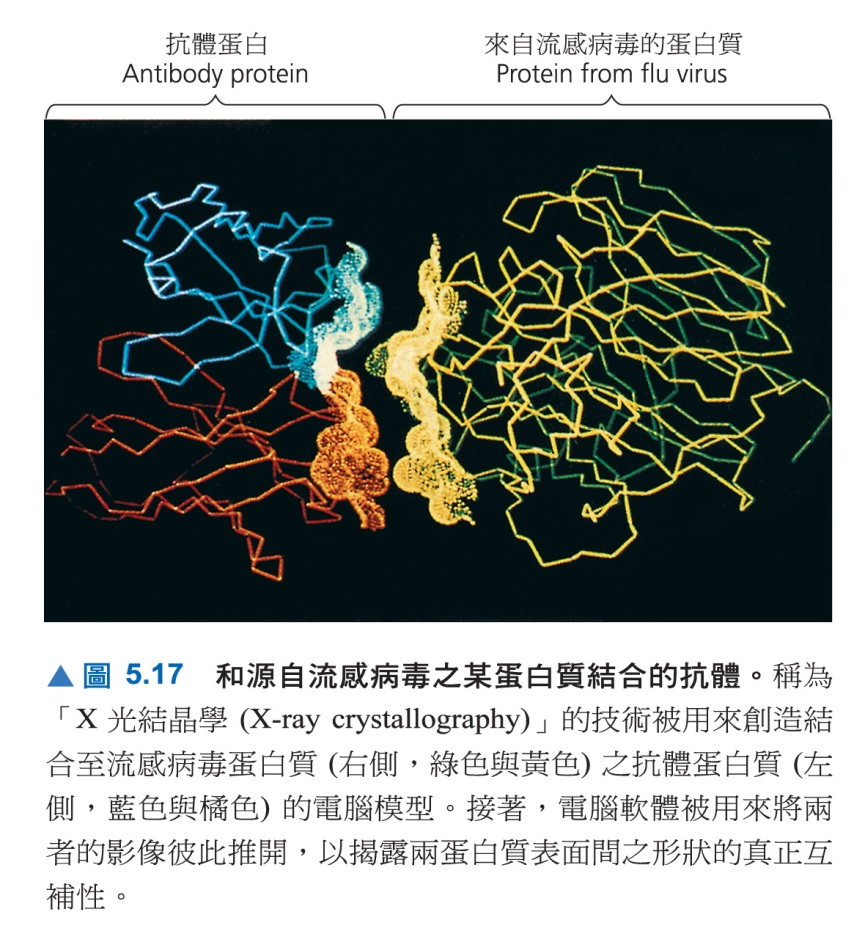 抗體蛋白
Antibody protein
來自流感病毒的蛋白質
Protein from flu virus
▲ 圖 5.17 和源自流感病毒之某蛋白質結合的抗體。稱為
「X 光結晶學 (X-ray crystallography)」的技術被用來創造結
合至流感病毒蛋白質 (右側，綠色與黃色) 之抗體蛋白質 (左
側，藍色與橘色) 的電腦模型。接著，電腦軟體被用來將兩
者的影像彼此推開，以揭露兩蛋白質表面間之形狀的真正互
補性。